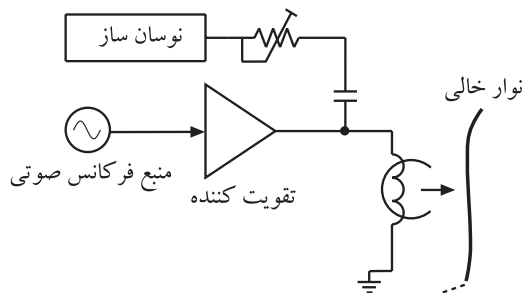 نوسان ساز
نوار خالی
منبع فرکانس صوتی
تقویت کننده